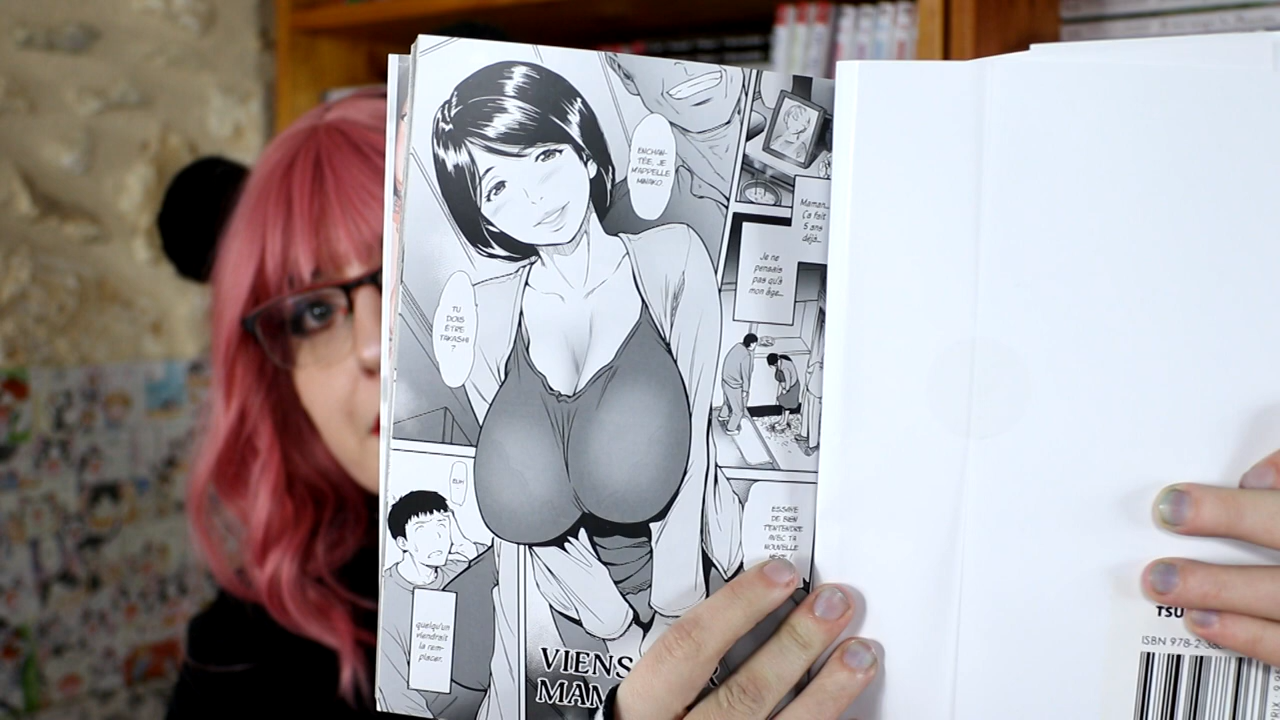 Maman...
Ça fait
5 ans
déjà...
Je ne
pensais
pas qu'à
mon âge...
ENCHAN-
TÉE, JE
M'APPELLE
MINAKO
TU
DOIS
ÊTRE
TAKASHI
?
ESSAYE
DE BIEN
T'ENTENDRE
AVEC TA
NOUVELLE
MÈRE !
EUH
quelqu'un
viendrait
la rem-
placer.
VIENS
MAM
TSU
ISBN 978-2-38